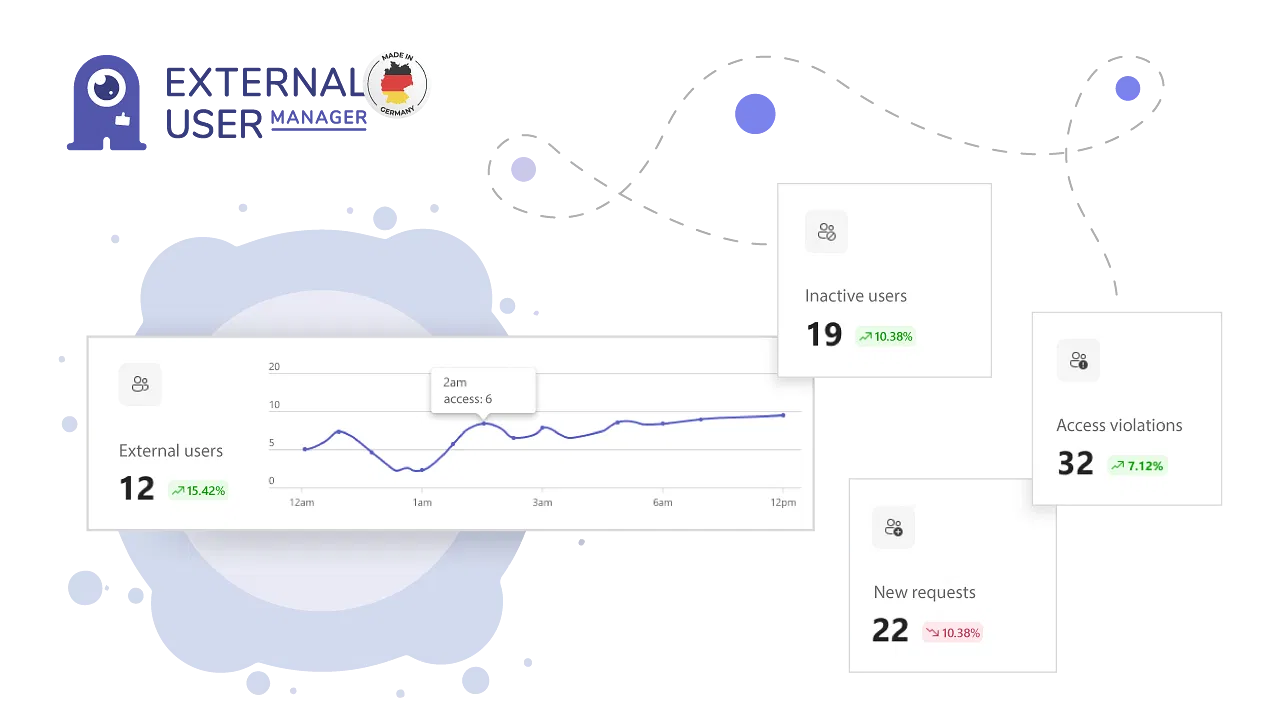 EXTERNAL
USER MANAGER
MADE IN
GERMANY
Inactive users
19 10.38%
External users
12 15.42%
20
10
5
0
2am
access: 6
12am 1am 3am 6am 12pm
Access violations
32 7.12%
New requests
22 10.38%